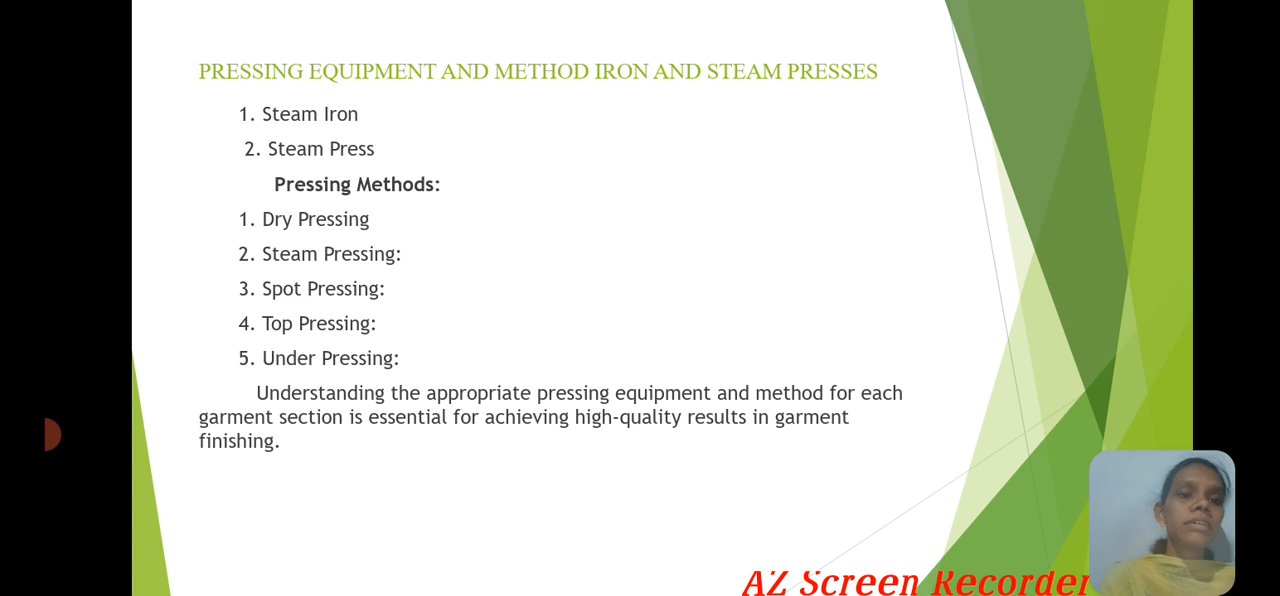 PRESSING EQUIPMENT AND METHOD IRON AND STEAM PRESSES
1. Steam Iron
2. Steam Press
Pressing Methods:
1. Dry Pressing
2. Steam Pressing:
3. Spot Pressing:
4. Top Pressing:
5. Under Pressing:
Understanding the appropriate pressing equipment and method for each
garment section is essential for achieving high-quality results in garment
finishing.
AZ Screen Recorder